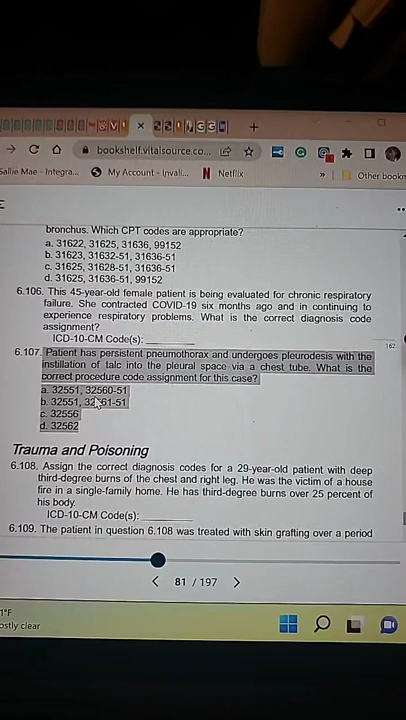 bookshelf.vitalsource.co...
Sallie Mae - Integra...
My Account - Invali...
Netflix
»
Other bookm
bronchus. Which CPT codes are appropriate?
a. 31622, 31625, 31636, 99152
b. 31623, 31632-51, 31636-51
c. 31625, 31628-51, 31636-51
d. 31625, 31636-51, 99152
6.106. This 45-year-old female patient is being evaluated for chronic respiratory
failure. She contracted COVID-19 six months ago and in continuing to
experience respiratory problems. What is the correct diagnosis code
assignment?
ICD-10-CM Code(s):
162
6.107. Patient has persistent pneumothorax and undergoes pleurodesis with the
instillation of talc into the pleural space via a chest tube. What is the
correct procedure code assignment for this case?
a. 32551, 32560-51
b. 32551, 32561-51
c. 32556
d. 32562
Trauma and Poisoning
6.108. Assign the correct diagnosis codes for a 29-year-old patient with deep
third-degree burns of the chest and right leg. He was the victim of a house
fire in a single-family home. He has third-degree burns over 25 percent of
his body.
ICD-10-CM Code(s):
6.109. The patient in question 6.108 was treated with skin grafting over a period
81 / 197
1°F
ostly clear